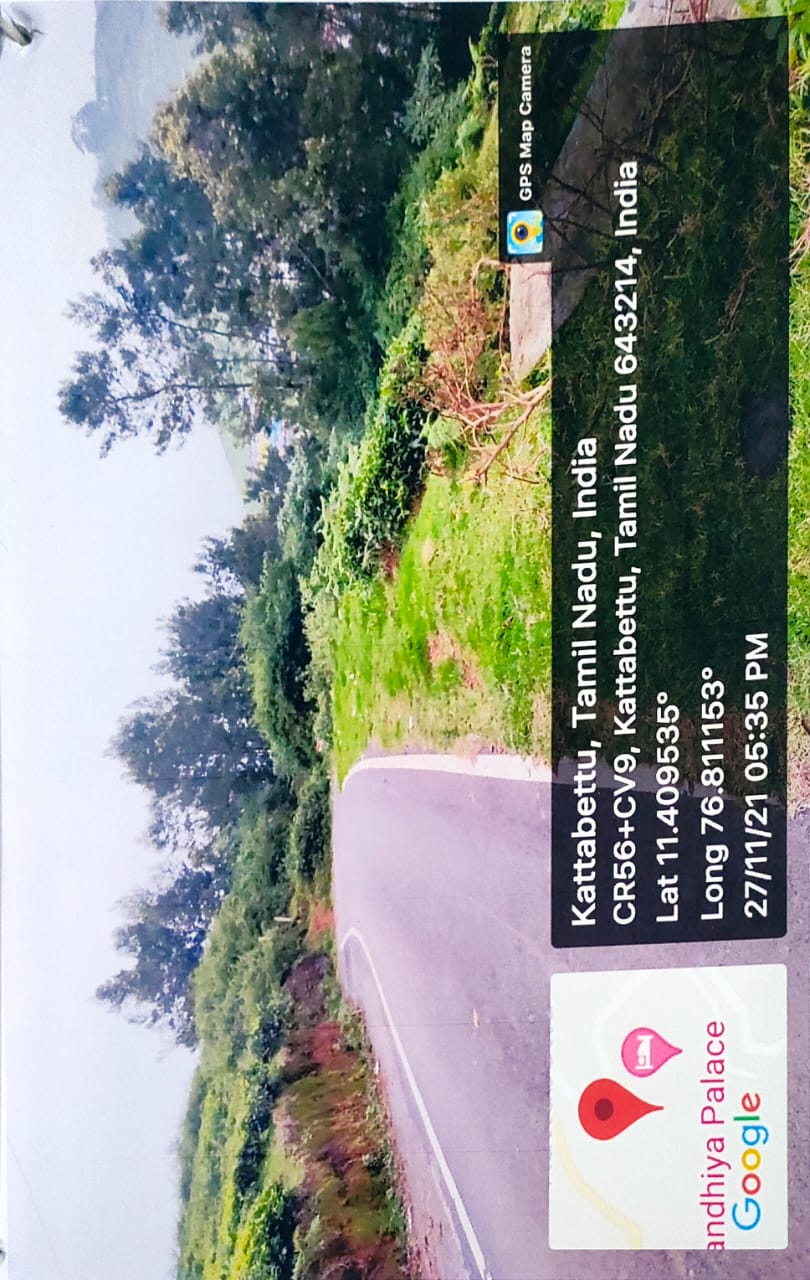 GPS Map Camera
Kattabettu, Tamil Nadu, India
CR56+CV9, Kattabettu, Tamil Nadu 643214, India
Lat 11.409535°
Long 76.811153°
27/11/21 05:35 PM
andhiya Palace
Google